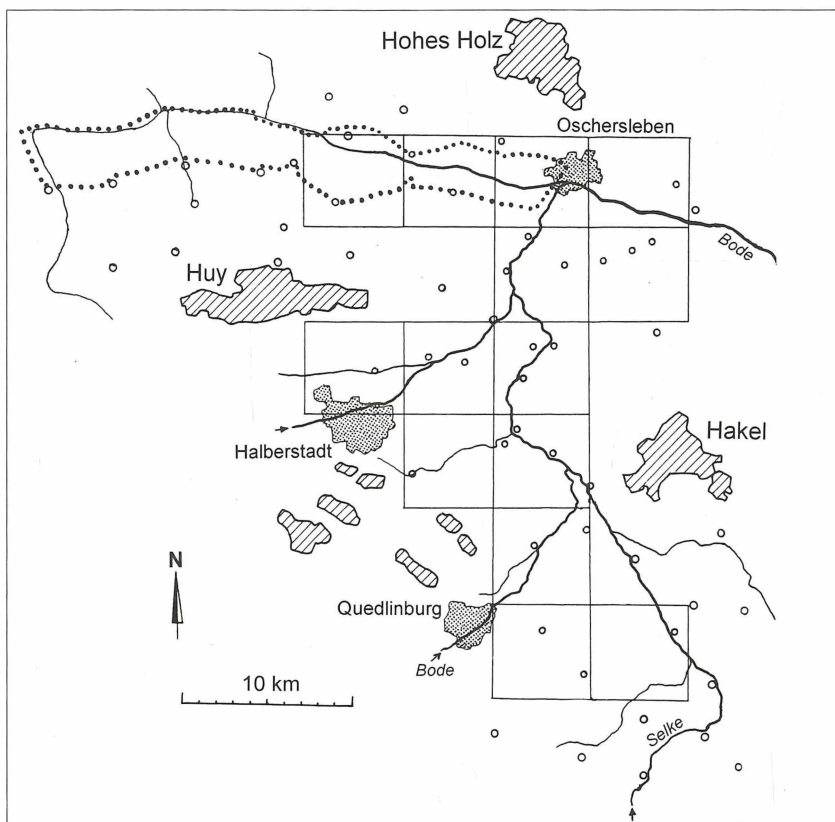 Hohes Holz
Oschersleben
Bode
Huy
Halberstadt
Hakel
N
Quedlinburg
Bode
10 km
Selke